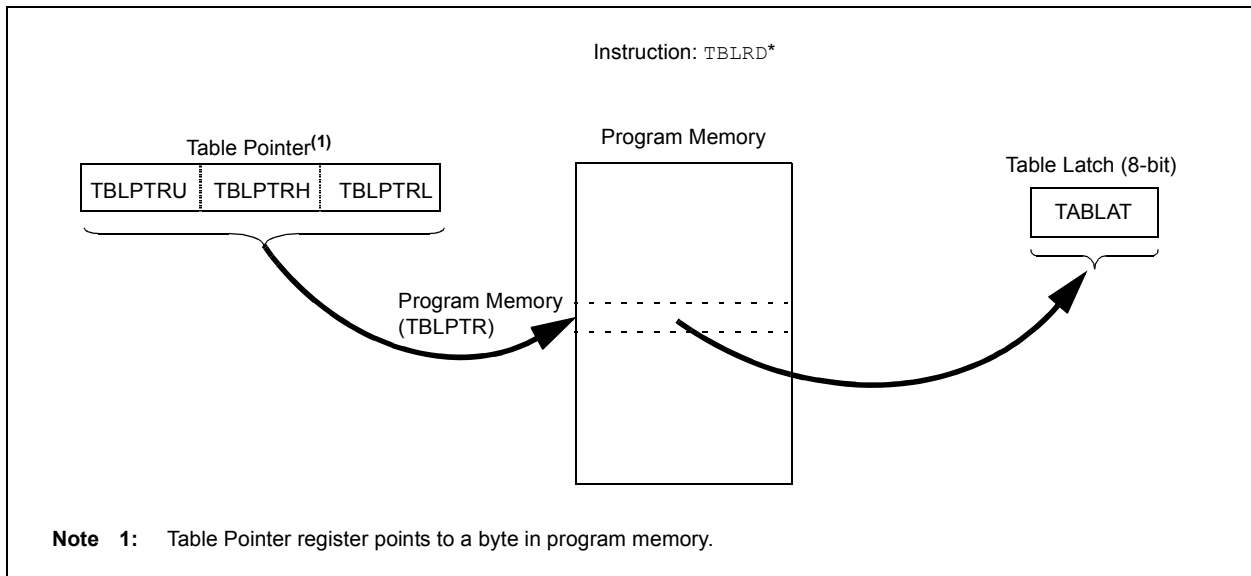 Instruction: TBLRD*
Table Pointer(1)
TBLPTRU TBLPTRH TBLPTRL
Program Memory
Table Latch (8-bit)
TABLAT
Program Memory
(TBLPTR)
Note 1: Table Pointer register points to a byte in program memory.